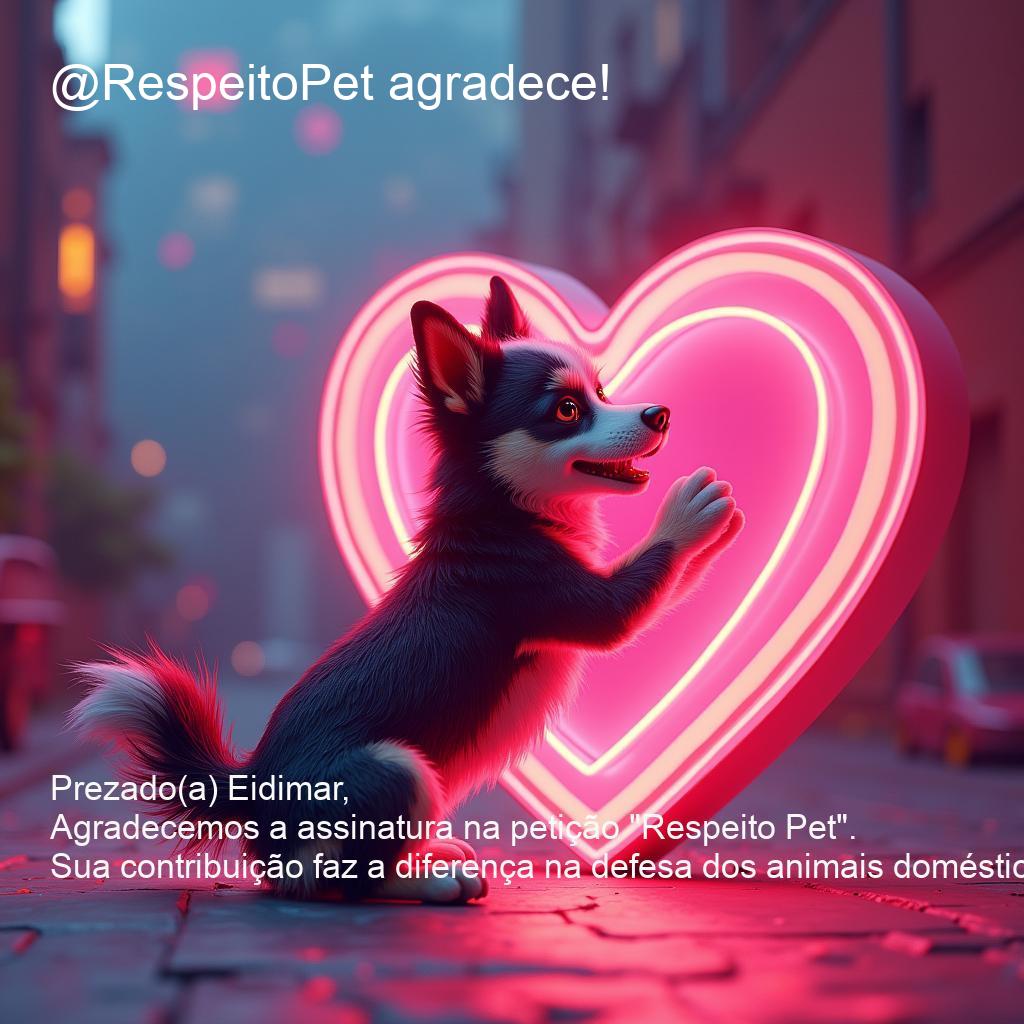 @RespeitoPet agradece!
Prezado(a) Eidimar,
Agradecemos a assinatura na petição "Respeito Pet".
Sua contribuição faz a diferença na defesa dos animais doméstic